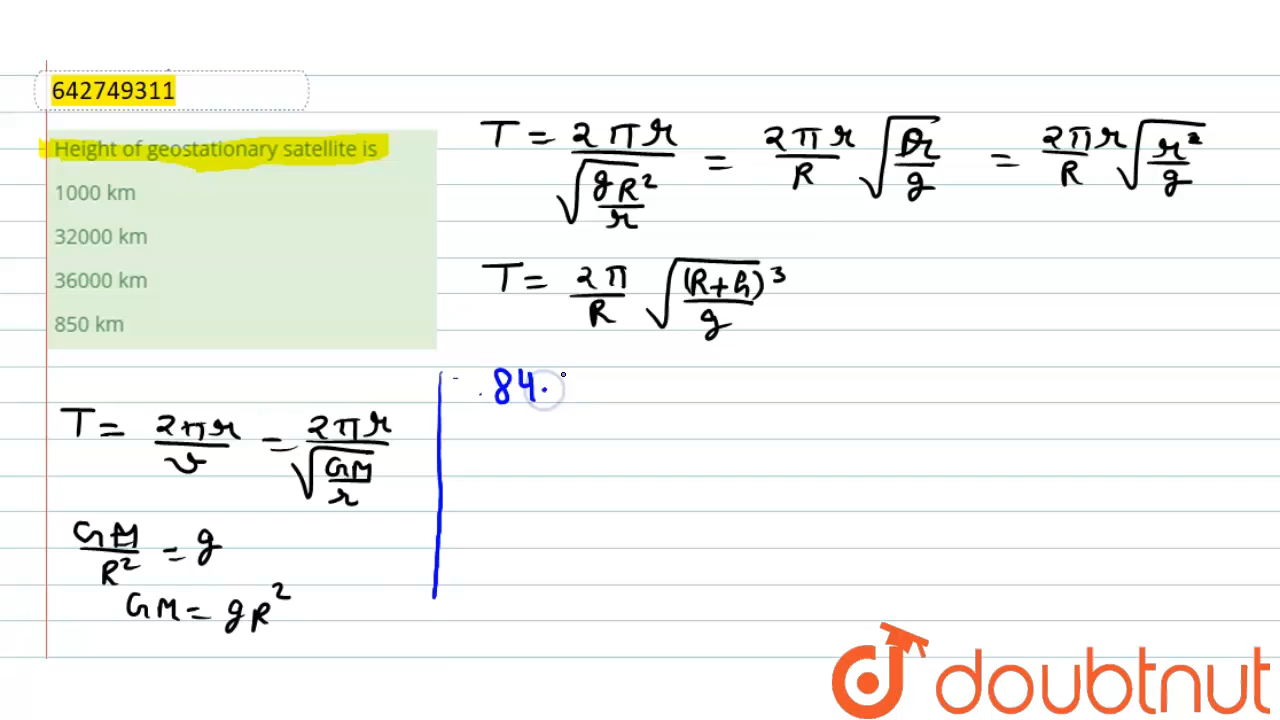 642749311
Height of geostationary satellite is
1000 km
32000 km
36000 km
850 km
T = 2πr / √(gR²/r) = 2πr/R √(r/g) = 2πr/R √(r²/g)
T = 2π/R √((R+h)³/g)
84.
T = 2πr/v = 2πr / √(GM/r)
GM/R² = g
GM = gR²
doubtnut